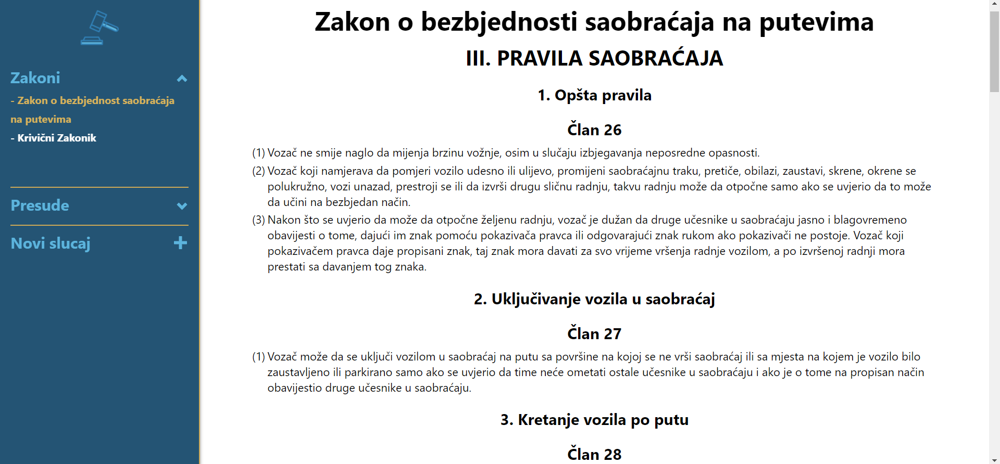 Zakoni
- Zakon o bezbjednost saobraćaja
na putevima
- Krivični Zakonik
Presude
Novi slucaj
Zakon o bezbjednosti saobraćaja na putevima
III. PRAVILA SAOBRAĆAJA
1. Opšta pravila
Član 26
(1) Vozač ne smije naglo da mijenja brzinu vožnje, osim u slučaju izbjegavanja neposredne opasnosti.
(2) Vozač koji namjerava da pomjeri vozilo udesno ili ulijevo, promijeni saobraćajnu traku, pretiče, obilazi, zaustavi, skrene, okrene se
polukružno, vozi unazad, prestroji se ili da izvrši drugu sličnu radnju, takvu radnju može da otpočne samo ako se uvjerio da to može
da učini na bezbjedan način.
(3) Nakon što se uvjerio da može da otpočne željenu radnju, vozač je dužan da druge učesnike u saobraćaju jasno i blagovremeno
obavijesti o tome, dajući im znak pomoću pokazivača pravca ili odgovarajući znak rukom ako pokazivači ne postoje. Vozač koji
pokazivačem pravca daje propisani znak, taj znak mora davati za svo vrijeme vršenja radnje vozilom, a po izvršenoj radnji mora
prestati sa davanjem tog znaka.
2. Uključivanje vozila u saobraćaj
Član 27
(1) Vozač može da se uključi vozilom u saobraćaj na putu sa površine na kojoj se ne vrši saobraćaj ili sa mjesta na kojem je vozilo bilo
zaustavljeno ili parkirano samo ako se uvjerio da time neće ometati ostale učesnike u saobraćaju i ako je o tome na propisan način
obavijestio druge učesnike u saobraćaju.
3. Kretanje vozila po putu
Član 28